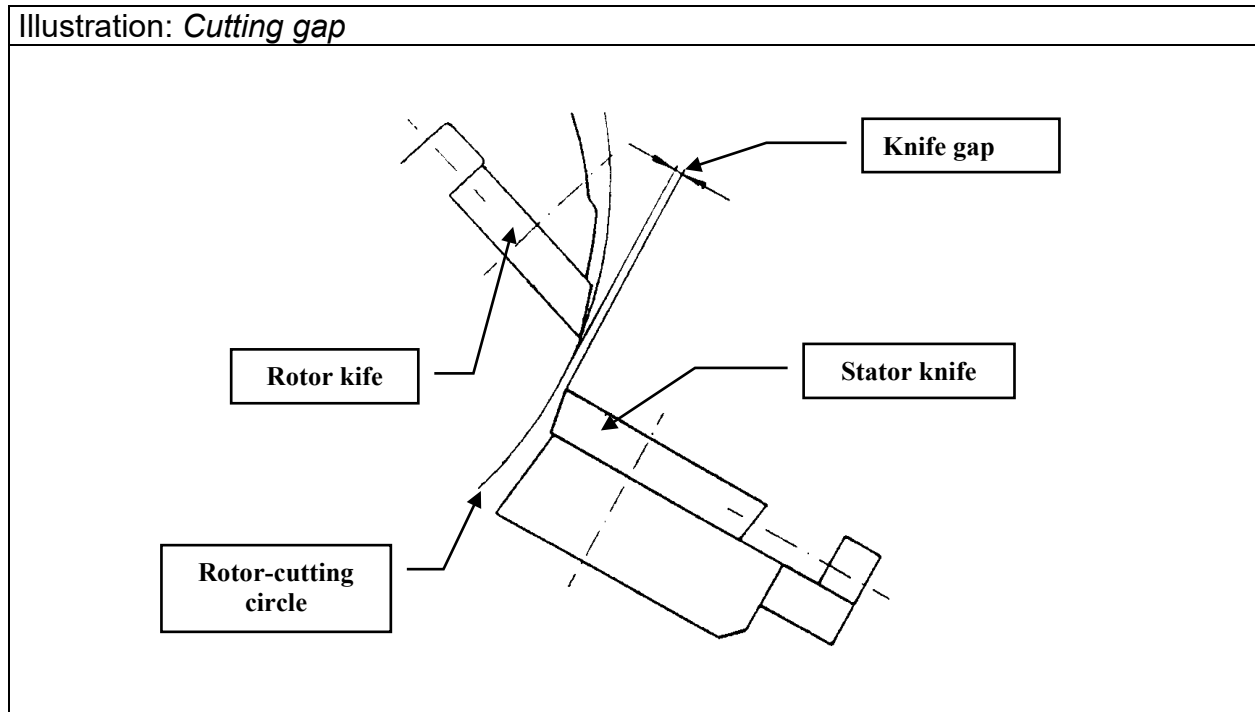 Illustration: Cutting gap
Knife gap
Rotor kife
Stator knife
Rotor-cutting
circle